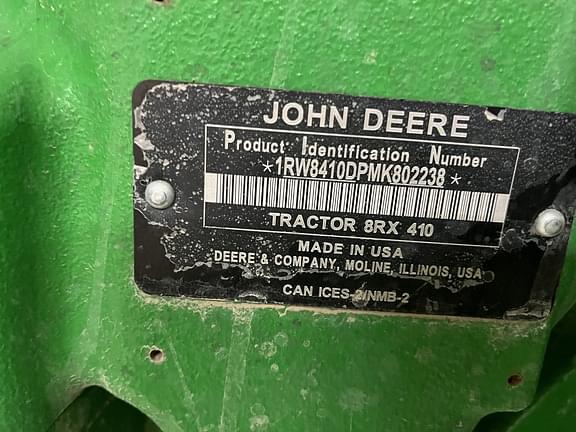 JOHN DEERE
Product Identification Number
*1RW8410DPMK802238*
TRACTOR 8RX 410
MADE IN USA
DEERE & COMPANY, MOLINE, ILLINOIS, USA
CAN ICES-2/NMB-2